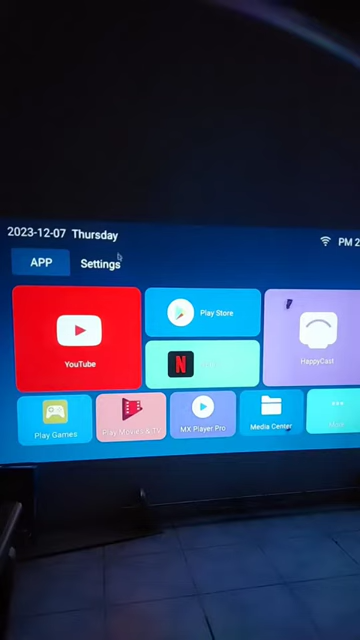 2023-12-07 Thursday
PM 2
APP
Settings
YouTube
Play Store
N
HappyCast
Play Games
Play Movies & TV
MX Player Pro
Media Center